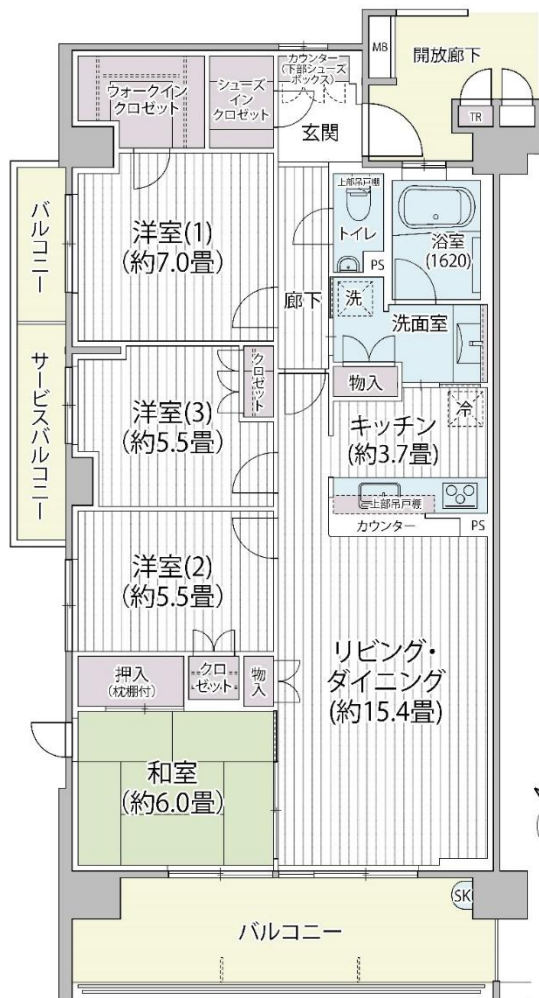 MB
開放廊下
カウンター
(下部シューズ
ボックス)
ウォークイン
クロゼット
シューズ
イン
クロゼット
玄関
TR
上部吊戸棚
トイレ
浴室
(1620)
バルコニー
洋室(1)
(約7.0畳)
PS
廊下
洗
洗面室
サービスバルコニー
洋室(3)
(約5.5畳)
クロゼット
物入
冷
キッチン
(約3.7畳)
上部吊戸棚
カウンター
PS
洋室(2)
(約5.5畳)
リビング・
ダイニング
(約15.4畳)
押入
(枕棚付)
クロ
ゼット
物入
和室
(約6.0畳)
SK
バルコニー